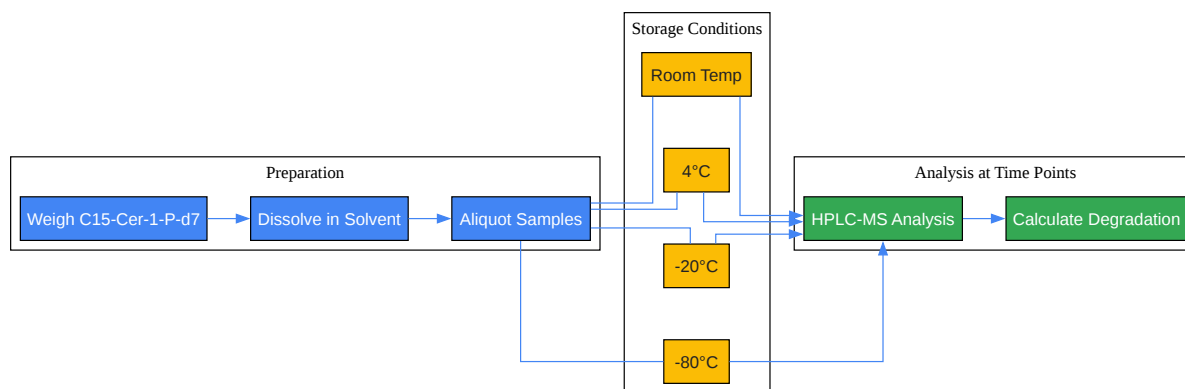 Storage Conditions
Room Temp
4°C
-20°C
-80°C
Preparation
Weigh C15-Cer-1-P-d7
Dissolve in Solvent
Aliquot Samples
Analysis at Time Points
HPLC-MS Analysis
Calculate Degradation